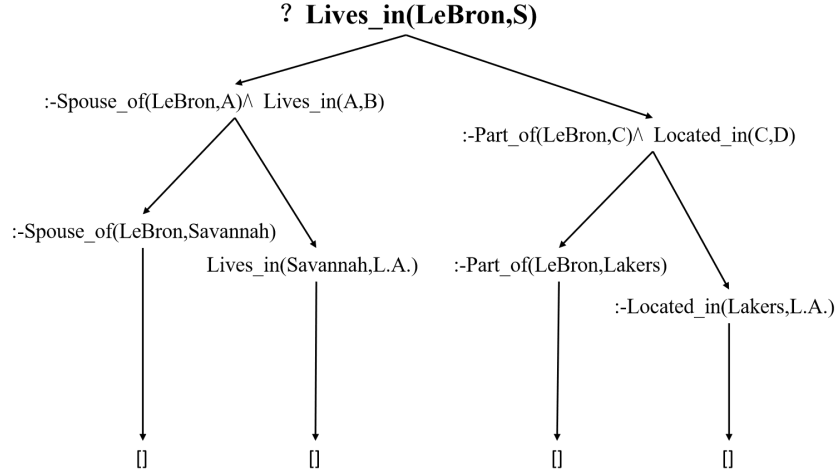 ? Lives_in(LeBron,S)
:-Spouse_of(LeBron,A)∧ Lives_in(A,B)
:-Part_of(LeBron,C)∧ Located_in(C,D)
:-Spouse_of(LeBron,Savannah)
Lives_in(Savannah,L.A.)
:-Part_of(LeBron,Lakers)
:-Located_in(Lakers,L.A.)
[]
[]
[]
[]